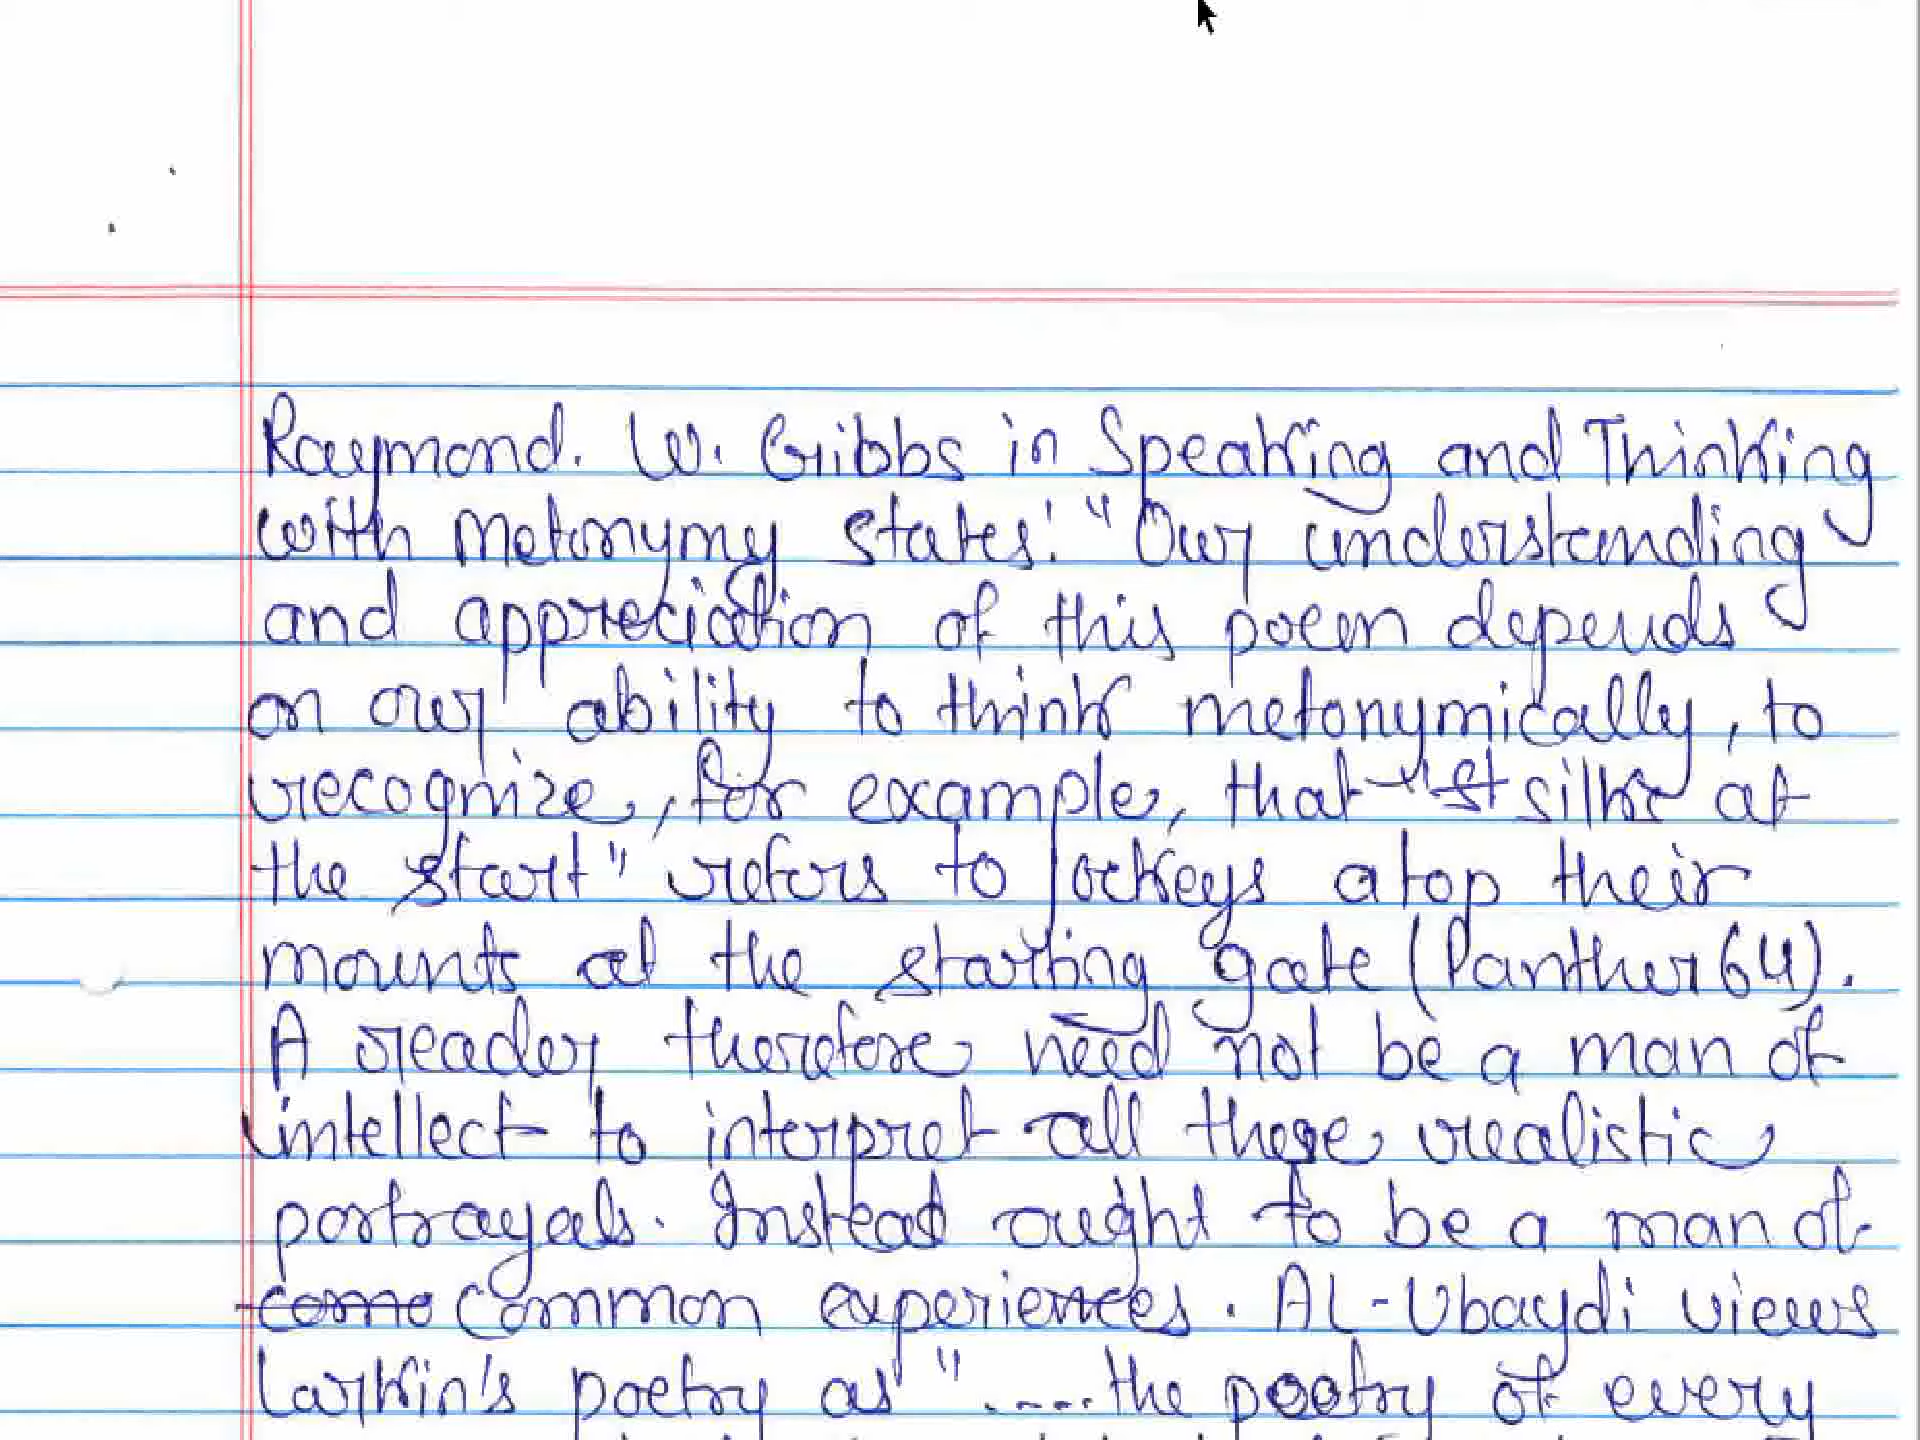 Raymond. W. Gibbs in Speaking and Thinking
with Metonymy states: "Our understanding
and appreciation of this poem depends
on our ability to think metonymically, to
recognize, for example, that "st silks at
the start" refers to jockeys atop their
mounts at the starting gate (Panther 64).
A reader therefore need not be a man of
intellect to interpret all these realistic
portrayals. Instead ought to be a man of
come common experiences. AL-Ubaydi views
Larkin's poetry as ".....the poetry of every